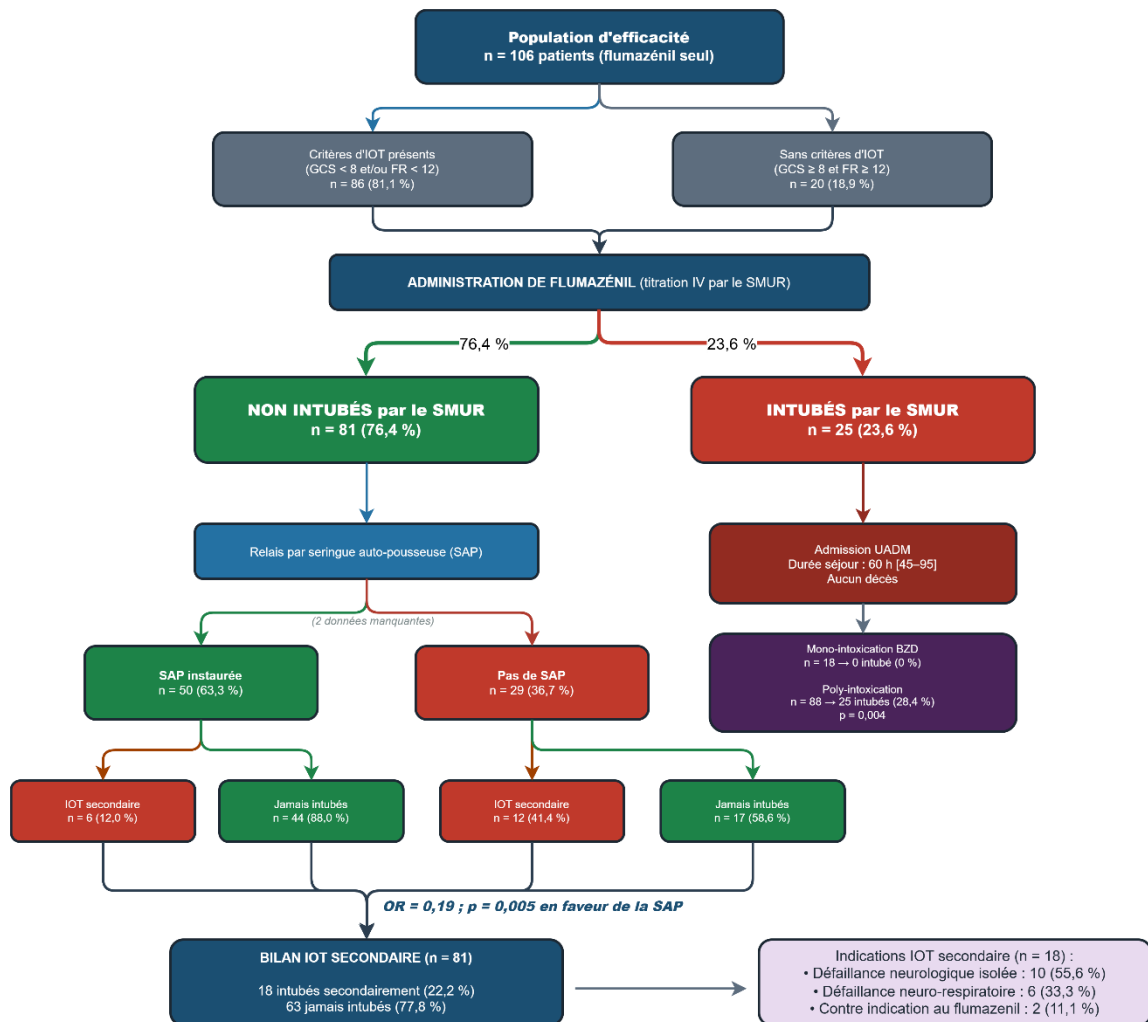 Population d'efficacité
n = 106 patients (flumazénil seul)
Critères d'IOT présents
(GCS < 8 et/ou FR < 12)
n = 86 (81,1 %)
Sans critères d'IOT
(GCS ≥ 8 et FR ≥ 12)
n = 20 (18,9 %)
ADMINISTRATION DE FLUMAZÉNIL (titration IV par le SMUR)
76,4 %
23,6 %
NON INTUBÉS par le SMUR
n = 81 (76,4 %)
INTUBÉS par le SMUR
n = 25 (23,6 %)
Relais par seringue auto-pousseuse (SAP)
Admission UADM
Durée séjour : 60 h [45–95]
Aucun décès
(2 données manquantes)
Mono-intoxication BZD
n = 18 → 0 intubé (0 %)
Poly-intoxication
n = 88 → 25 intubés (28,4 %)
p = 0,004
SAP instaurée
n = 50 (63,3 %)
Pas de SAP
n = 29 (36,7 %)
IOT secondaire
n = 6 (12,0 %)
Jamais intubés
n = 44 (88,0 %)
IOT secondaire
n = 12 (41,4 %)
Jamais intubés
n = 17 (58,6 %)
OR = 0,19 ; p = 0,005 en faveur de la SAP
BILAN IOT SECONDAIRE (n = 81)
18 intubés secondairement (22,2 %)
63 jamais intubés (77,8 %)
Indications IOT secondaire (n = 18) :
• Défaillance neurologique isolée : 10 (55,6 %)
• Défaillance neuro-respiratoire : 6 (33,3 %)
• Contre indication au flumazenil : 2 (11,1 %)